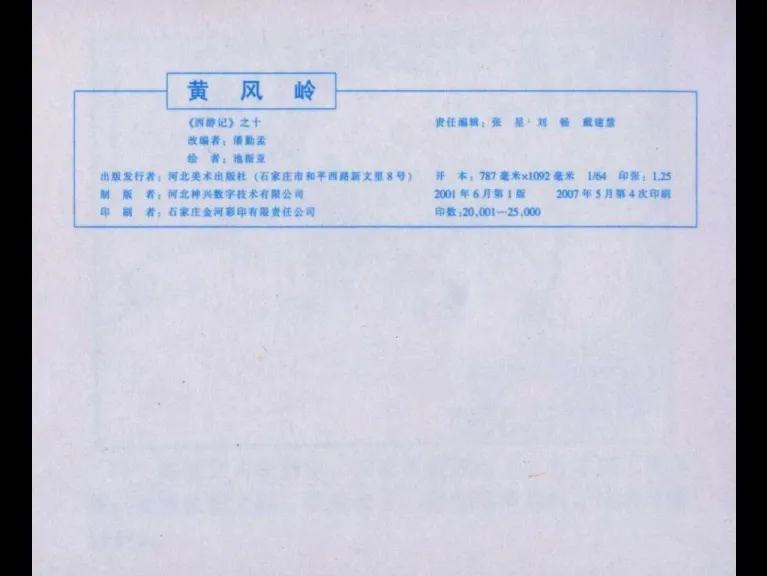 黄风岭
《西游记》之十
改编者：潘勤孟
绘 者：池振亚
出版发行者：河北美术出版社（石家庄市和平西路新文里8号）
制 版 者：河北神兴数字技术有限公司
印 刷 者：石家庄金河彩印有限责任公司
责任编辑：张 星 刘 畅 戴建慧
开 本：787毫米×1092毫米 1/64 印张：1.25
2001年6月第1版 2007年5月第4次印刷
印数：20,001—25,000